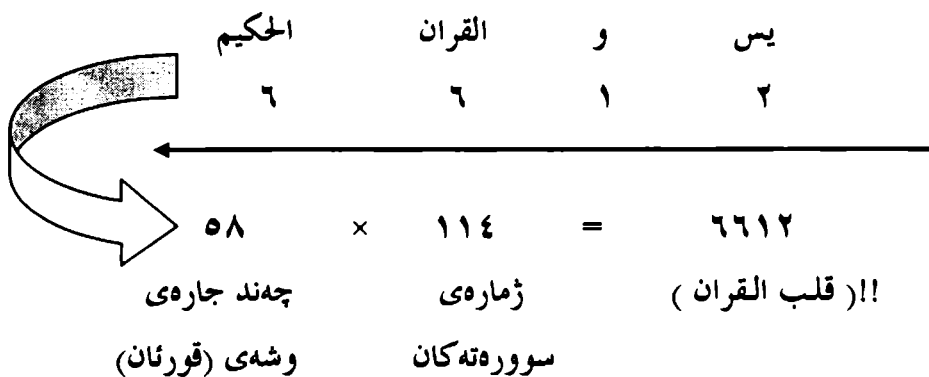 يس و القران الحكيم
٢ ١ ٦ ٦
٦٦١٢ = ١١٤ × ٥٨
!!( قلب القران ) ژمارەی چەند جارەی
سوورەتەکان وشەی (قورئان)